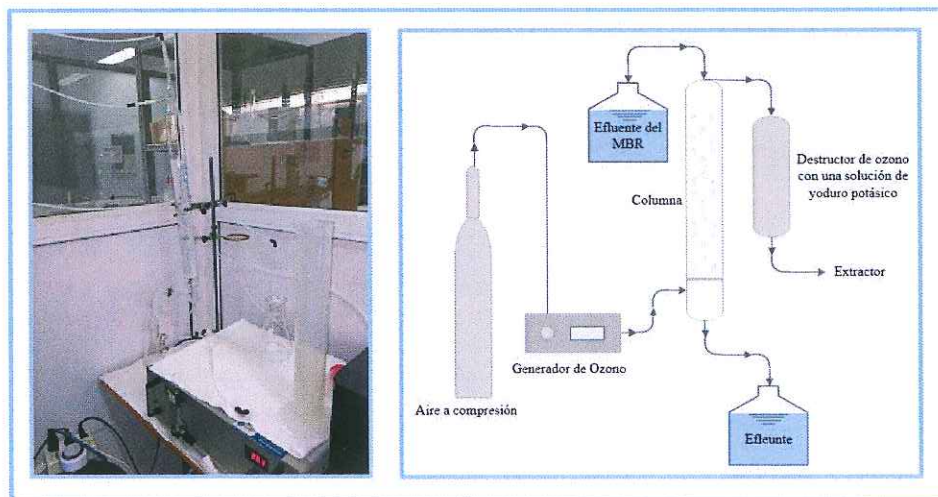 Efluente del
MBR
Columna
Destructor de ozono
con una solución de
yoduro potásico
Extractor
Generador de Ozono
Aire a compresión
Efleunte